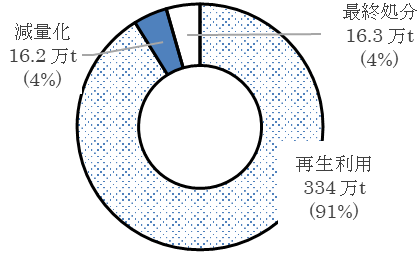 減量化
16.2 万t
(4%)
最終処分
16.3 万t
(4%)
再生利用
334 万t
(91%)